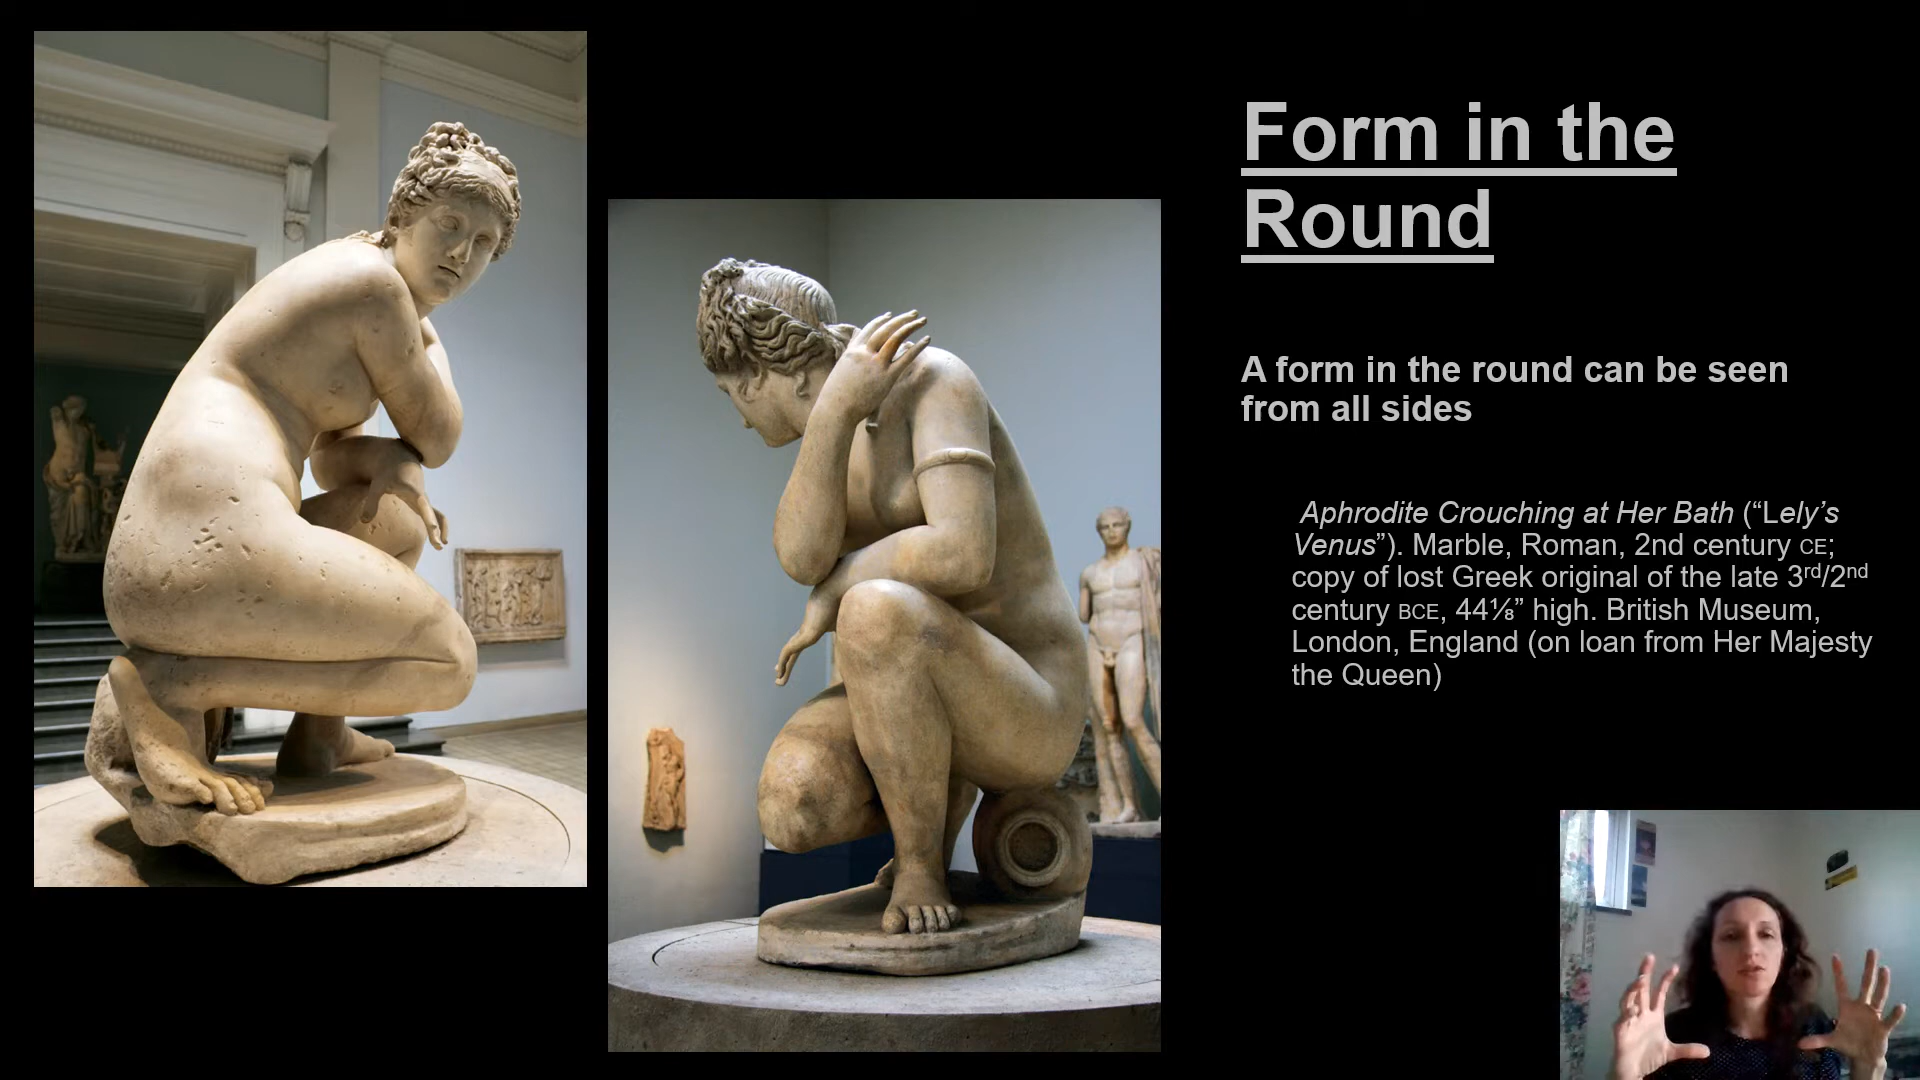 Form in the
Round
A form in the round can be seen
from all sides
Aphrodite Crouching at Her Bath (“Lely’s
Venus”). Marble, Roman, 2nd century CE;
copy of lost Greek original of the late 3rd/2nd
century BCE, 44⅛” high. British Museum,
London, England (on loan from Her Majesty
the Queen)